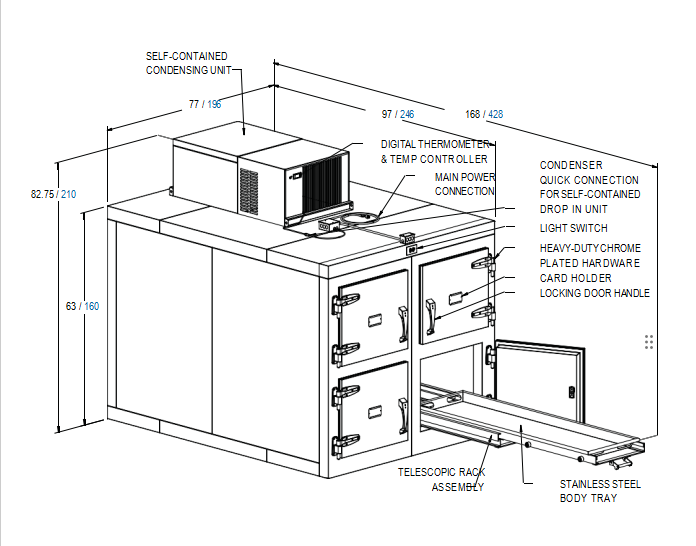 SELF-CONTAINED
CONDENSING UNIT
77 / 196
97 / 246
168 / 428
DIGITAL THERMOMETER
& TEMP CONTROLLER
MAIN POWER
CONNECTION
CONDENSER
QUICK CONNECTION
FOR SELF-CONTAINED
DROP IN UNIT
LIGHT SWITCH
HEAVY-DUTY CHROME
PLATED HARDWARE
CARD HOLDER
LOCKING DOOR HANDLE
82.75 / 210
63 / 160
TELESCOPIC RACK
ASSEMBLY
STAINLESS STEEL
BODY TRAY